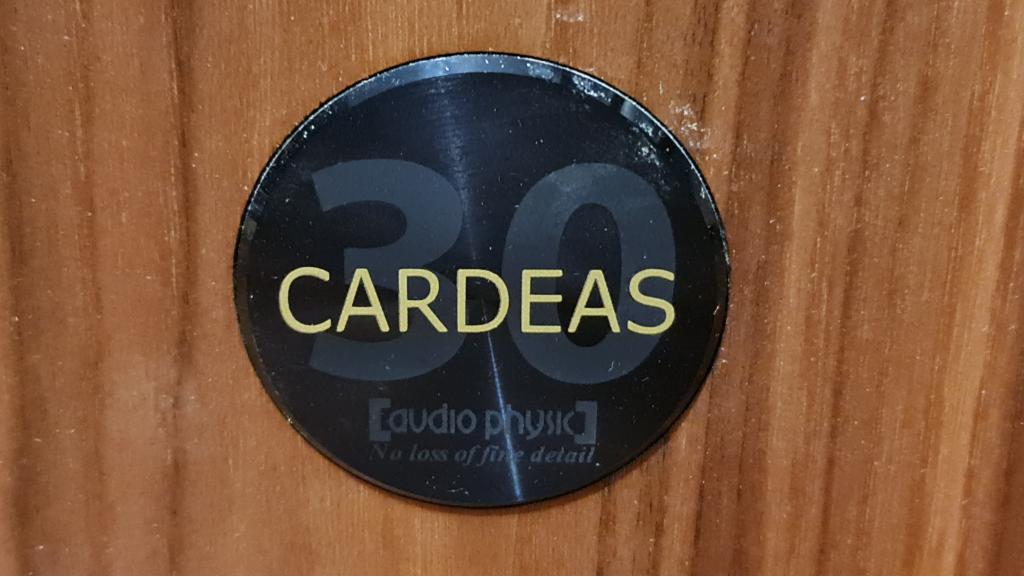 30
CARDEAS
[audio physic]
No loss of fine detail